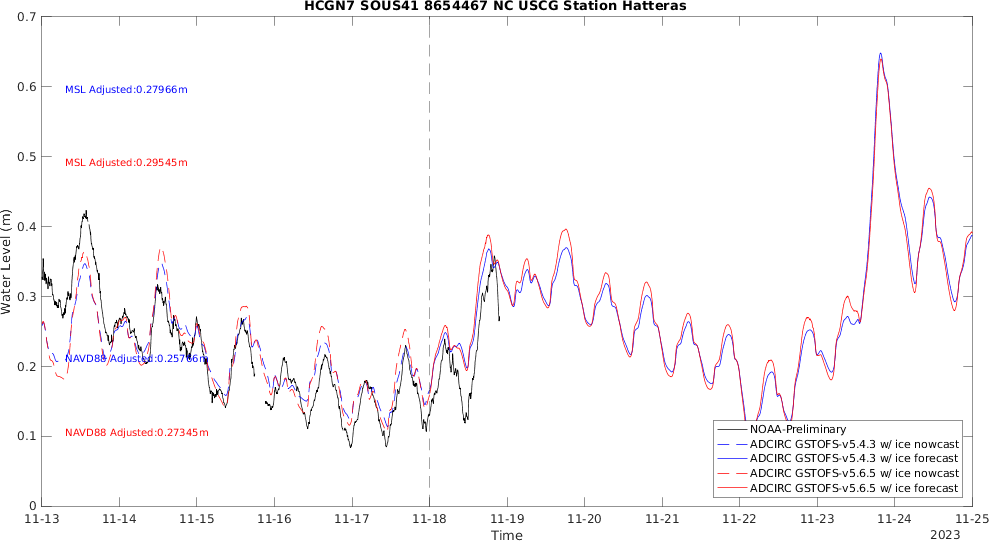 HCGN7 SOUS41 8654467 NC USCG Station Hatteras
Water Level (m)
0.7
0.6
0.5
0.4
0.3
0.2
0.1
0
MSL Adjusted:0.27966m
MSL Adjusted:0.29545m
NAVD88 Adjusted:0.25766m
NAVD88 Adjusted:0.27345m
NOAA-Preliminary
ADCIRC GSTOFS-v5.4.3 w/ ice nowcast
ADCIRC GSTOFS-v5.4.3 w/ ice forecast
ADCIRC GSTOFS-v5.6.5 w/ ice nowcast
ADCIRC GSTOFS-v5.6.5 w/ ice forecast
11-13 11-14 11-15 11-16 11-17 11-18 11-19 11-20 11-21 11-22 11-23 11-24 11-25
Time
2023